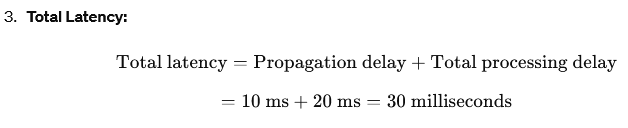 3. Total Latency:
Total latency = Propagation delay + Total processing delay
= 10 ms + 20 ms = 30 milliseconds